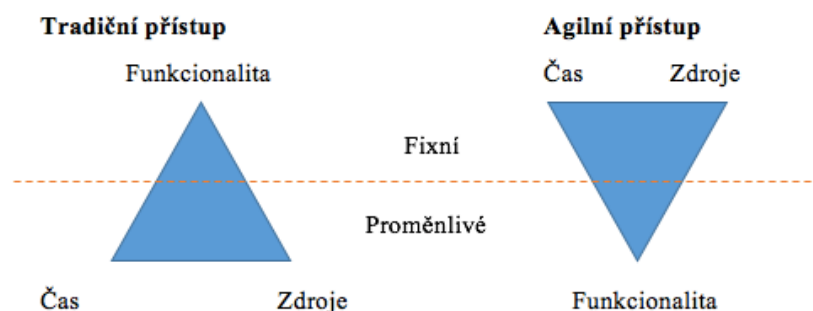 Tradiční přístup
Agilní přístup
Funkcionalita
Čas Zdroje
Fixní
Proměnlivé
Čas Zdroje
Funkcionalita